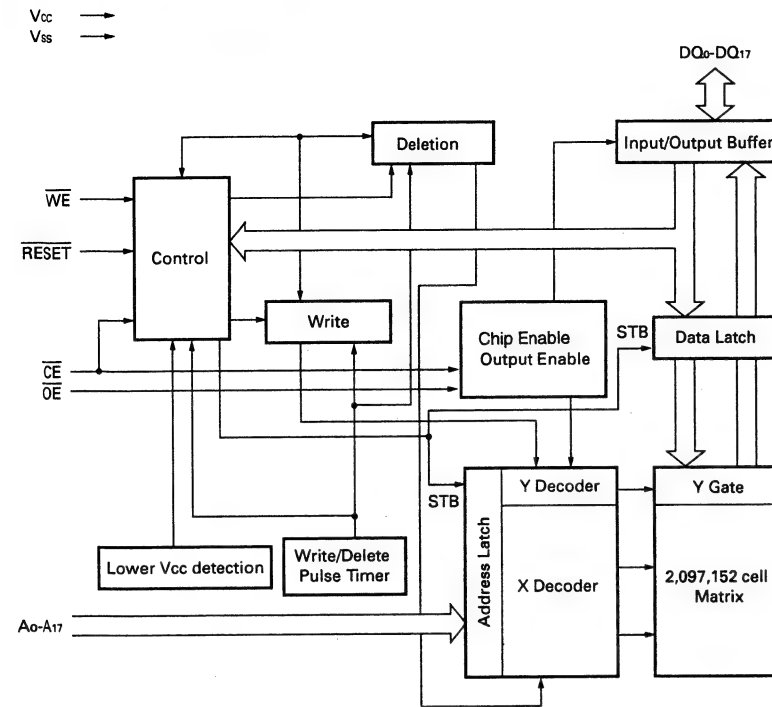 Vcc
Vss
DQ0-DQ17
Deletion
Input/Output Buffer
WE
RESET
Control
Write
Chip Enable
Output Enable
STB
Data Latch
CE
OE
STB
Address Latch
Y Decoder
X Decoder
Y Gate
2,097,152 cell
Matrix
Lower Vcc detection
Write/Delete
Pulse Timer
A0-A17